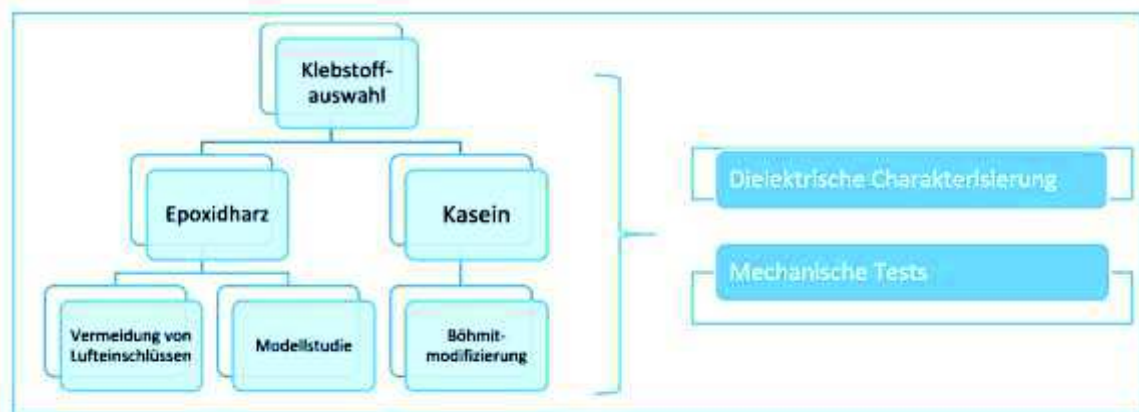 Klebstoff-
auswahl
Epoxidharz
Kasein
Vermeidung von
Lufteinschlüssen
Modellstudie
Böhmit-
modifizierung
Dielektrische Charakterisierung
Mechanische Tests